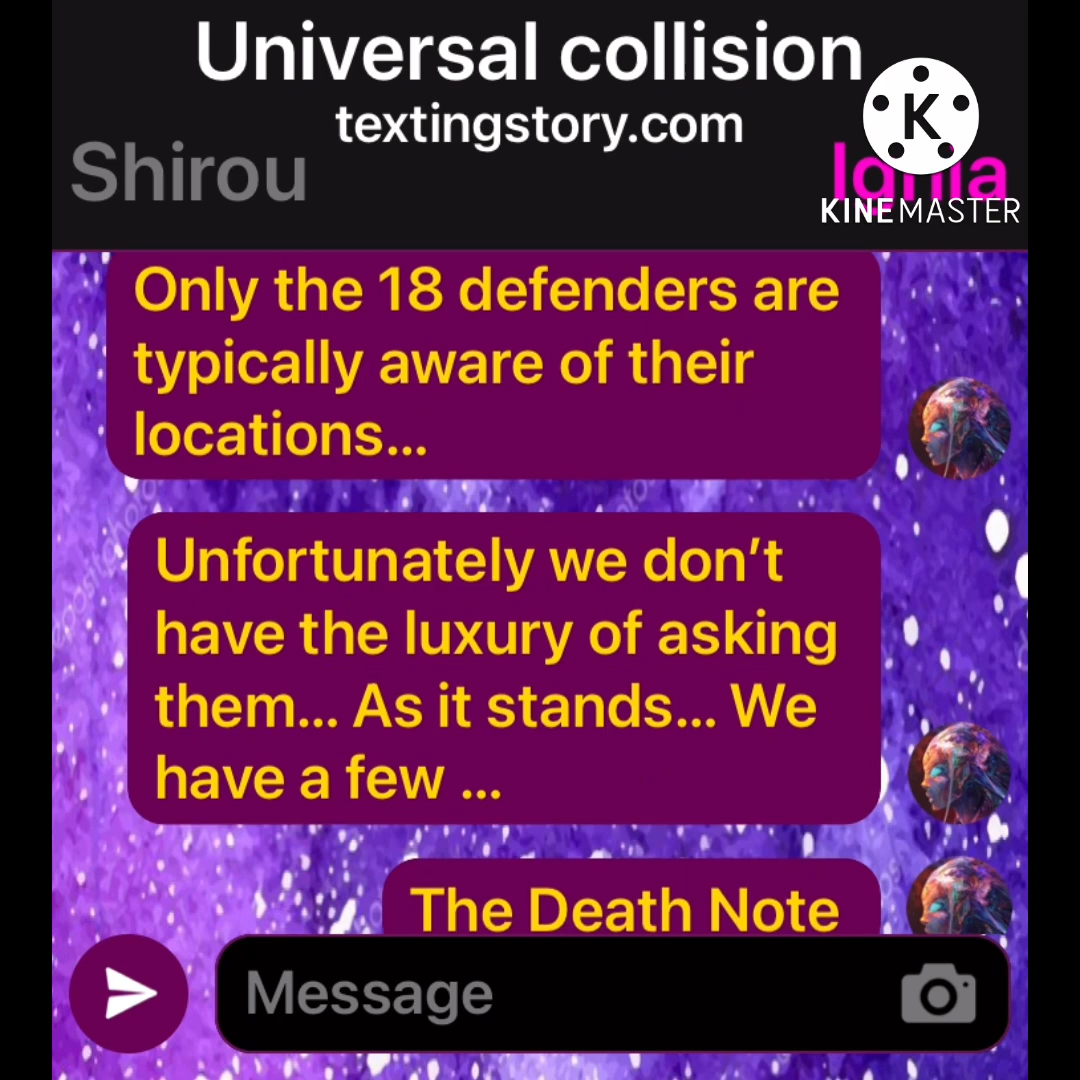 Universal collision
textingstory.com
K
Shirou
KINEMASTER
Only the 18 defenders are
typically aware of their
locations...
Unfortunately we don’t
have the luxury of asking
them... As it stands... We
have a few ...
The Death Note
Message